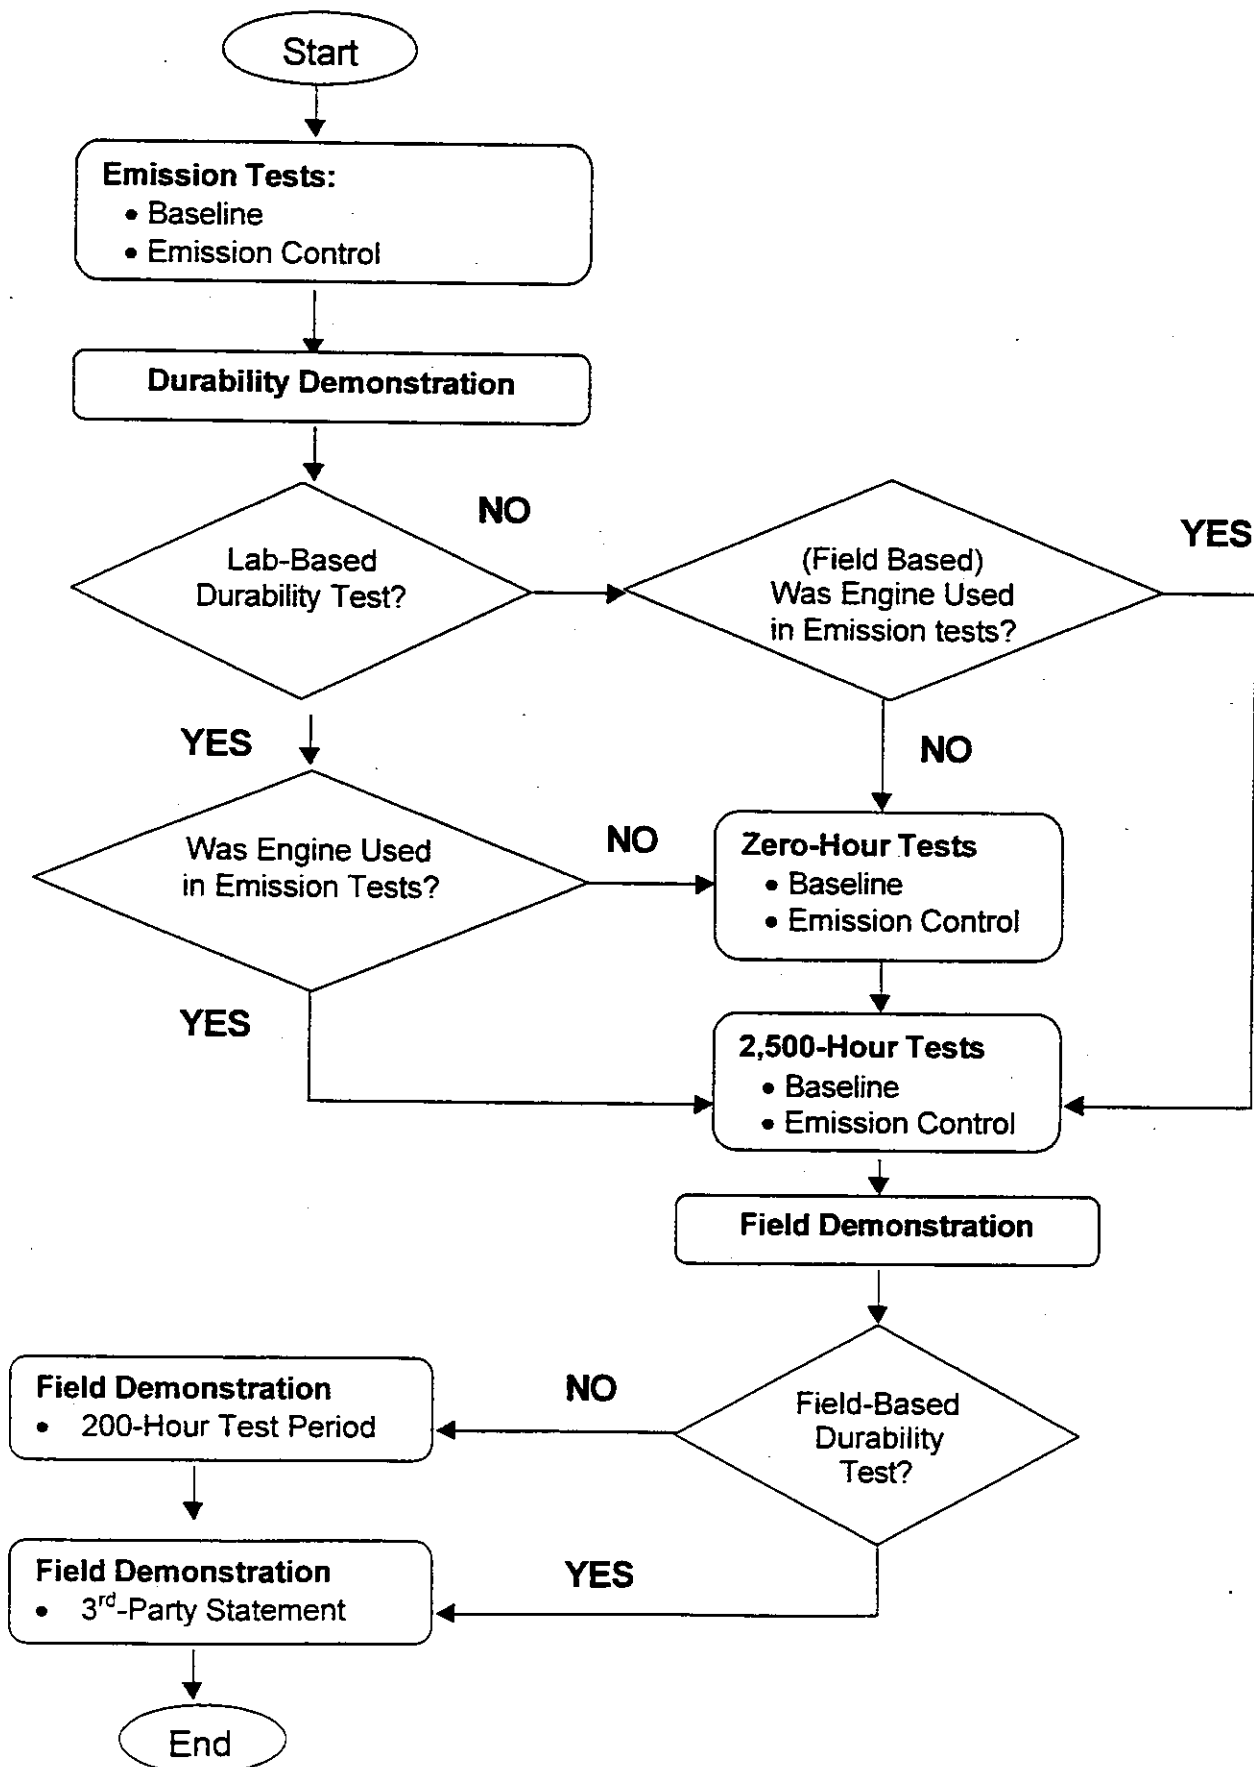 Start
Emission Tests:
• Baseline
• Emission Control
Durability Demonstration
NO
YES
Lab-Based
Durability Test?
(Field Based)
Was Engine Used
in Emission tests?
YES
NO
Was Engine Used
in Emission Tests?
NO
Zero-Hour Tests
• Baseline
• Emission Control
YES
2,500-Hour Tests
• Baseline
• Emission Control
Field Demonstration
Field Demonstration
• 200-Hour Test Period
NO
Field-Based
Durability
Test?
Field Demonstration
• 3rd-Party Statement
YES
End